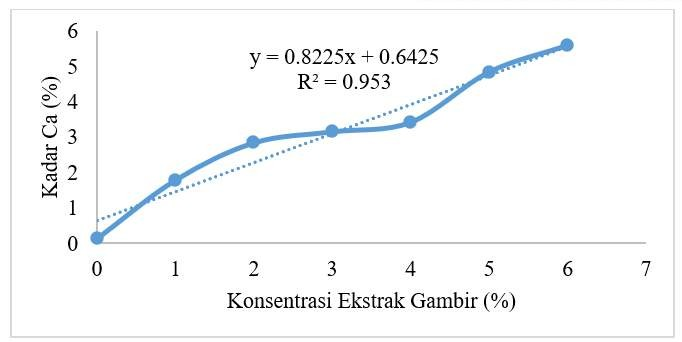 6
5
4
3
2
1
0
Kadar Ca (%)
y = 0.8225x + 0.6425
R² = 0.953
0 1 2 3 4 5 6 7
Konsentrasi Ekstrak Gambir (%)